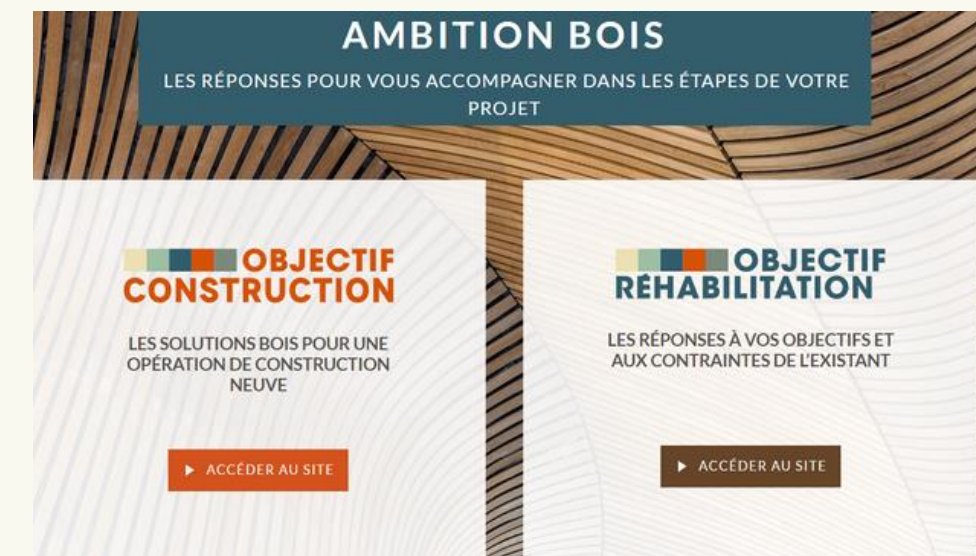 AMBITION BOIS
LES RÉPONSES POUR VOUS ACCOMPAGNER DANS LES ÉTAPES DE VOTRE
PROJET
OBJECTIF
CONSTRUCTION
LES SOLUTIONS BOIS POUR UNE
OPÉRATION DE CONSTRUCTION
NEUVE
ACCÉDER AU SITE
OBJECTIF
RÉHABILITATION
LES RÉPONSES À VOS OBJECTIFS ET
AUX CONTRAINTES DE L'EXISTANT
ACCÉDER AU SITE